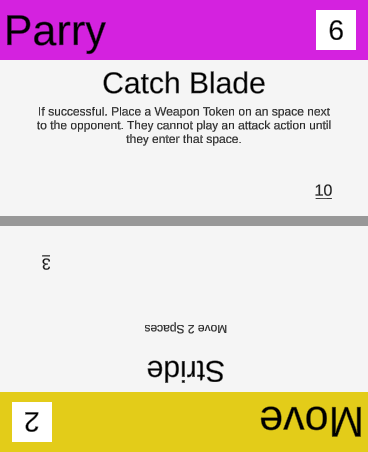 Parry
6
Catch Blade
If successful. Place a Weapon Token on an space next
to the opponent. They cannot play an attack action until
they enter that space.
10
Move
2
Stride
Move 2 Spaces
3